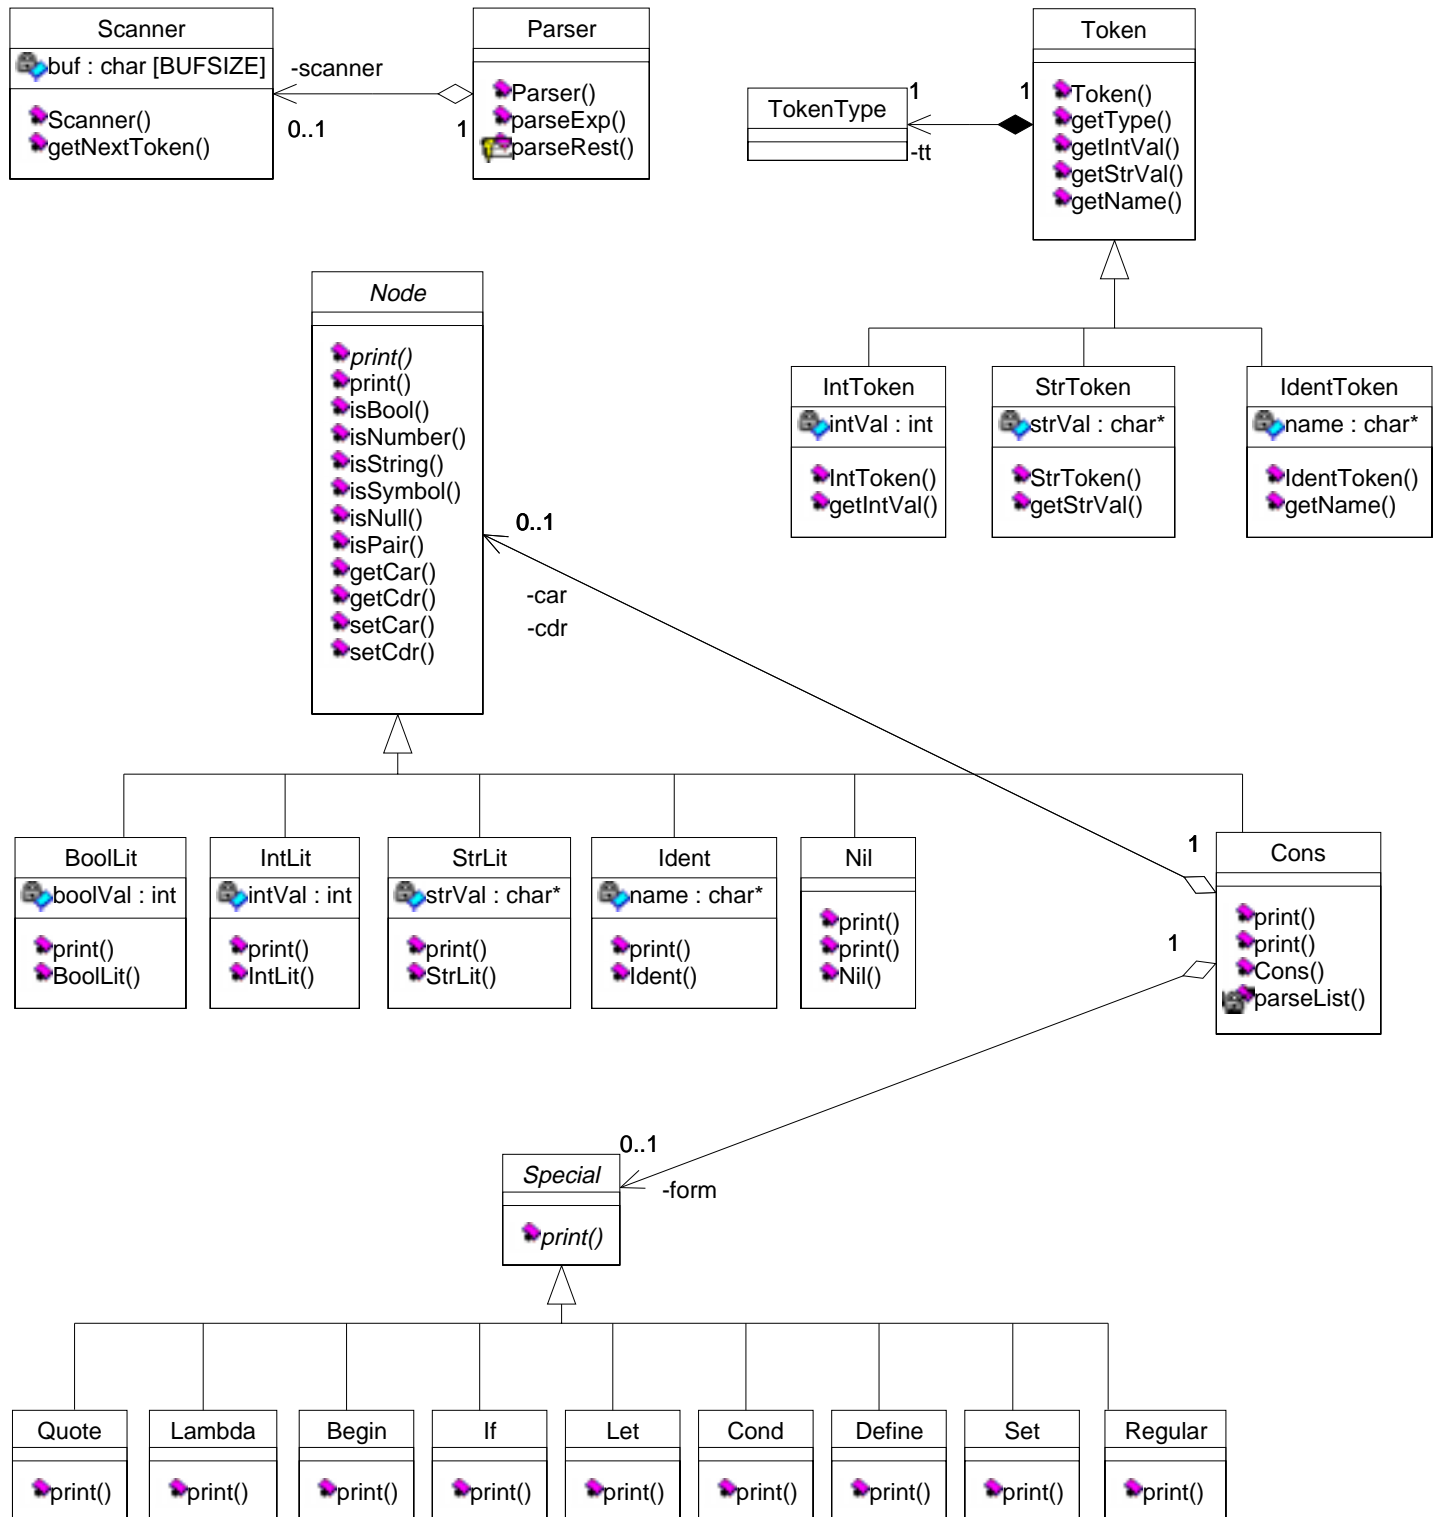 Scanner
buf : char [BUFSIZE]
Scanner()
getNextToken()
-scanner
0..1
1
Parser
Parser()
parseExp()
parseRest()
TokenType
1
-tt
1
Token
Token()
getType()
getIntVal()
getStrVal()
getName()
IntToken
intVal : int
IntToken()
getIntVal()
StrToken
strVal : char*
StrToken()
getStrVal()
IdentToken
name : char*
IdentToken()
getName()
Node
print()
print()
isBool()
isNumber()
isString()
isSymbol()
isNull()
isPair()
getCar()
getCdr()
setCar()
setCdr()
0..1
-car
-cdr
BoolLit
boolVal : int
print()
BoolLit()
IntLit
intVal : int
print()
IntLit()
StrLit
strVal : char*
print()
StrLit()
Ident
name : char*
print()
Ident()
Nil
print()
print()
Nil()
1
1
Cons
print()
print()
Cons()
parseList()
0..1
-form
Special
print()
Quote
print()
Lambda
print()
Begin
print()
If
print()
Let
print()
Cond
print()
Define
print()
Set
print()
Regular
print()